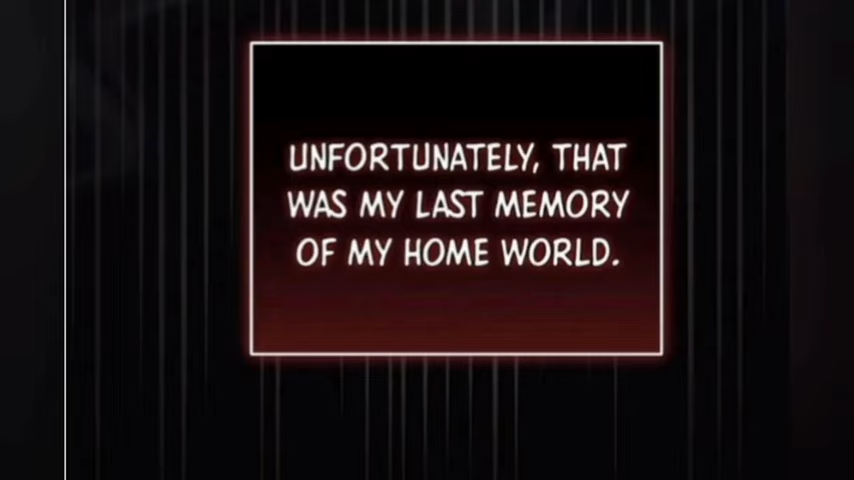 UNFORTUNATELY, THAT
WAS MY LAST MEMORY
OF MY HOME WORLD.